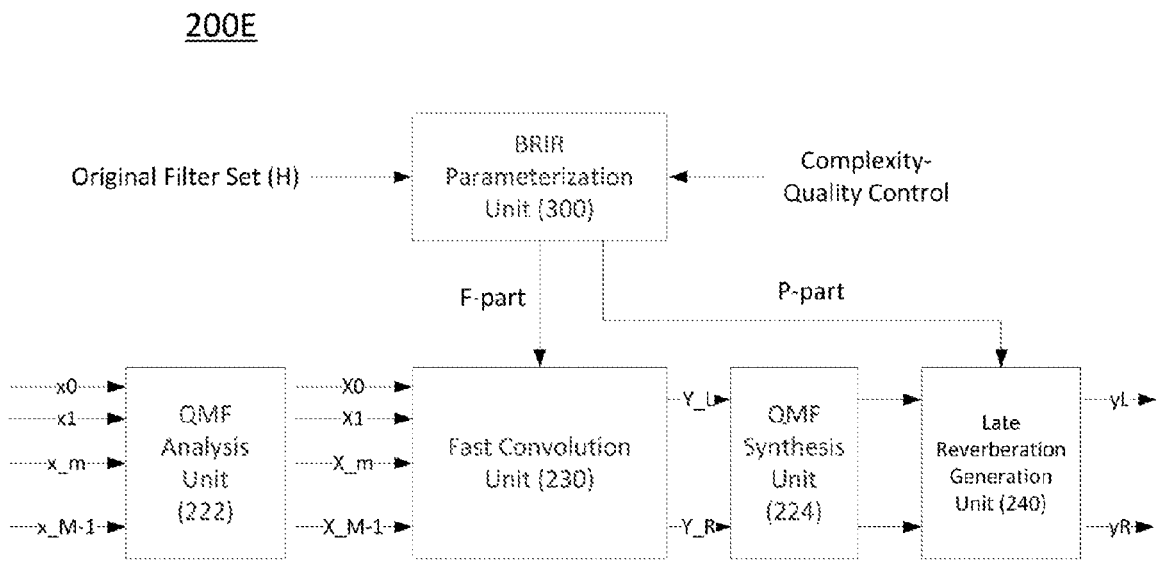 200E
Original Filter Set (H)
BRIR
Parameterization
Unit (300)
Complexity-
Quality Control
F-part
P-part
x0
x1
x_m
x_M-1
QMF
Analysis
Unit
(222)
X0
X1
X_m
X_M-1
Fast Convolution
Unit (230)
Y_L
Y_R
QMF
Synthesis
Unit
(224)
Late
Reverberation
Generation
Unit (240)
yL
yR